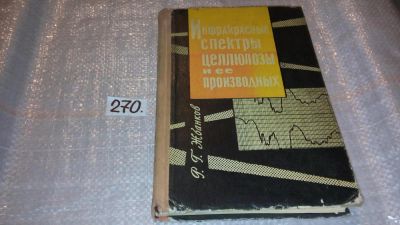 270.
Инфракрасные
спектры
целлюлозы
и ее
производных
Р. Г. Жбанков